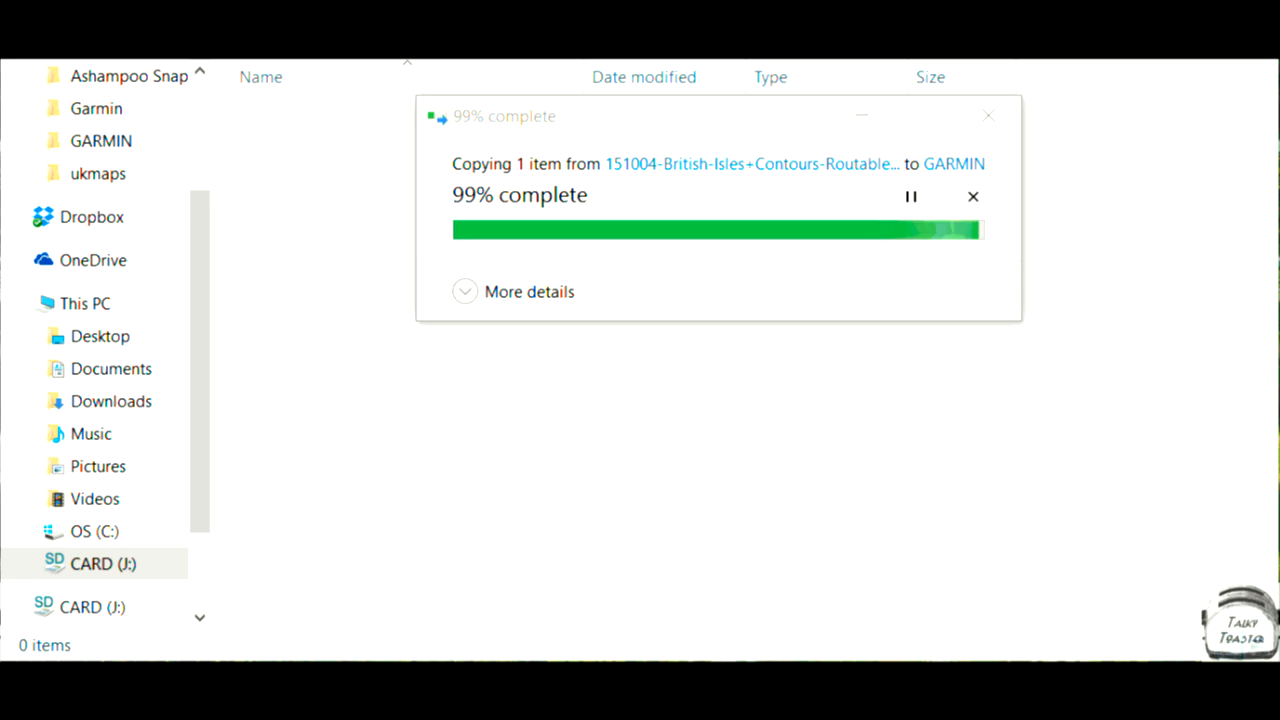 Ashampoo Snap
Garmin
GARMIN
ukmaps
Dropbox
OneDrive
This PC
Desktop
Documents
Downloads
Music
Pictures
Videos
OS (C:)
SD CARD (J:)
SD CARD (J:)
0 items
Name Date modified Type Size
99% complete
Copying 1 item from 151004-British-Isles+Contours-Routable... to GARMIN
99% complete
More details
TALKY
TOASTER